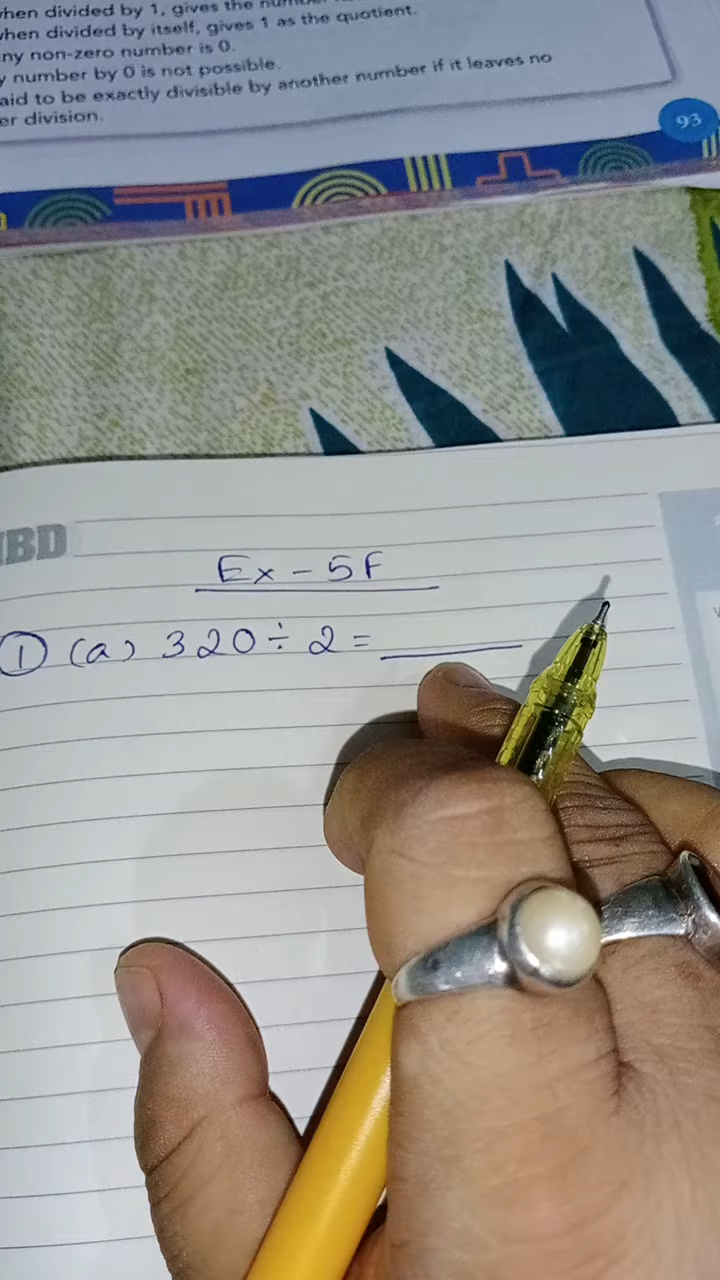 when divided by 1, gives the
when divided by itself, gives 1 as the quotient.
ny non-zero number is 0.
y number by 0 is not possible.
aid to be exactly divisible by another number if it leaves no
er division.
93
BD
Ex - 5F
① (a) 320 ÷ 2 = ____